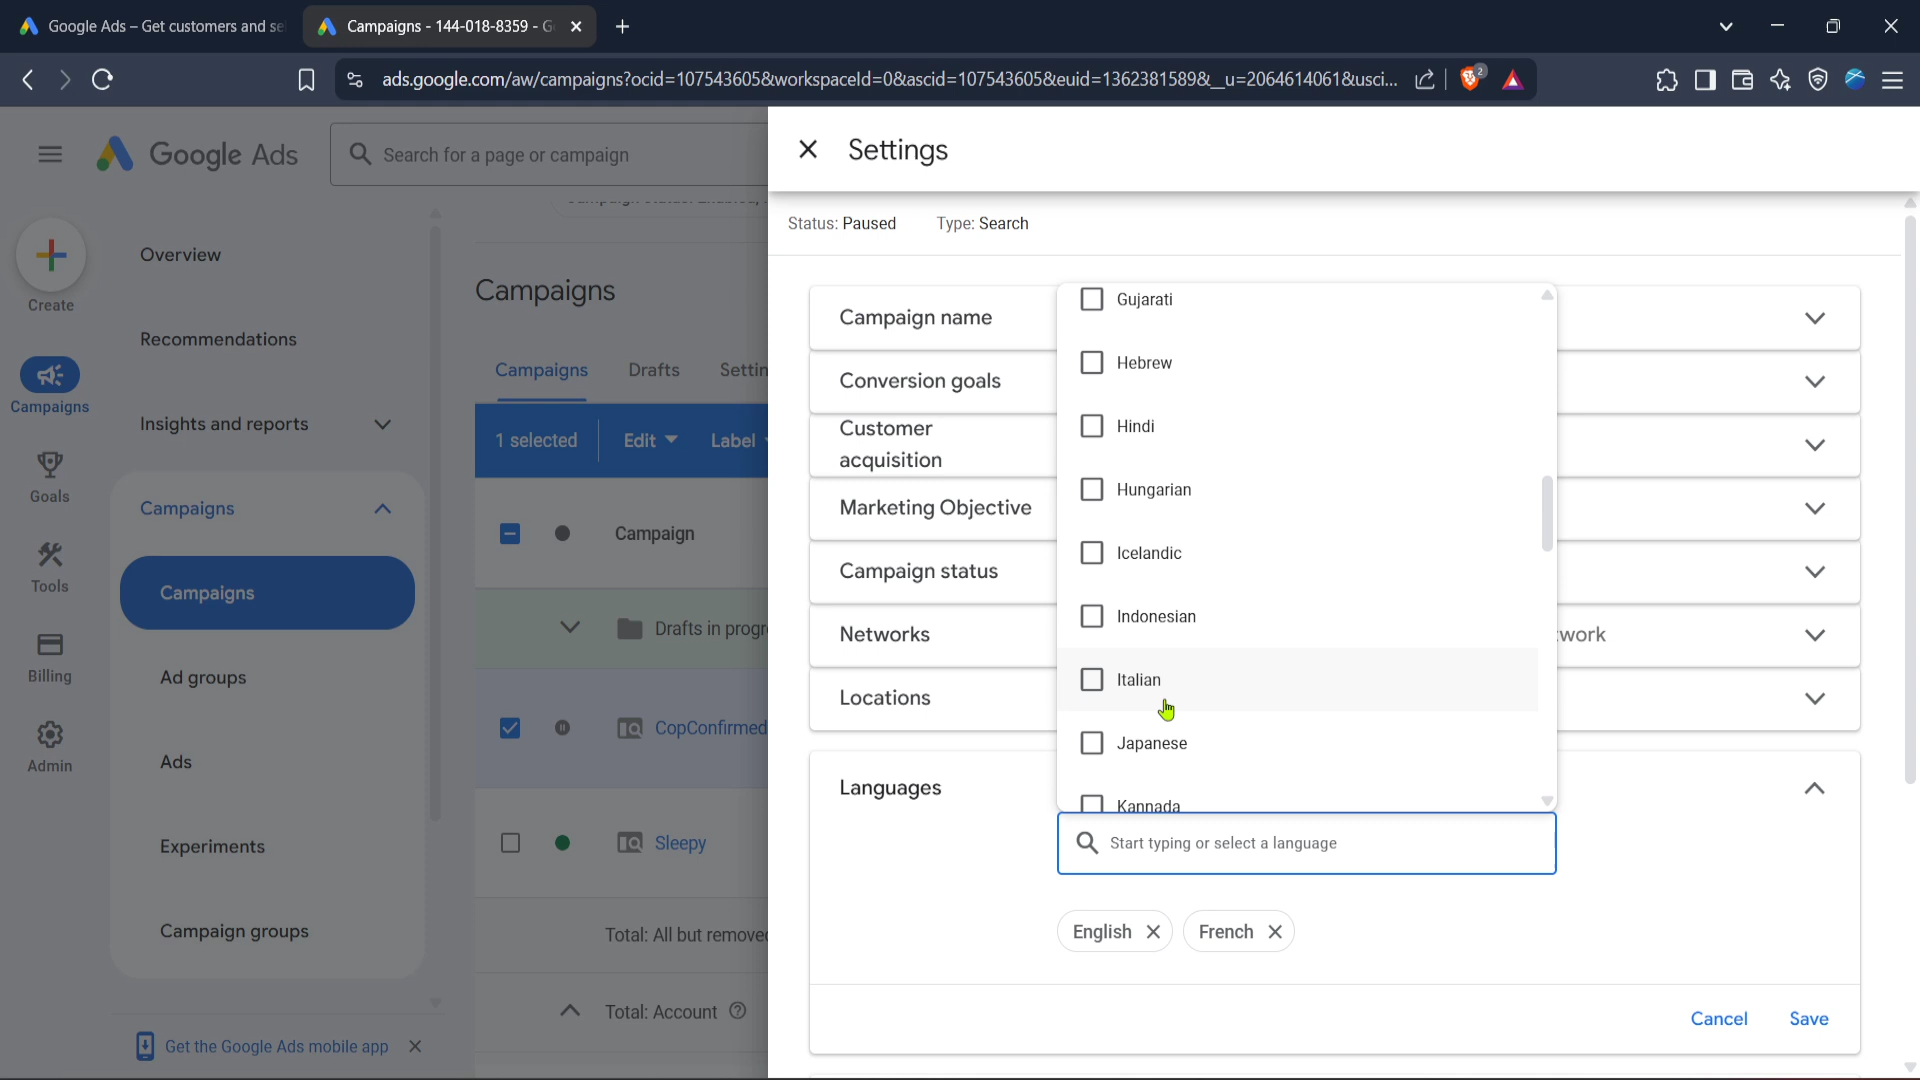 Google Ads – Get customers and se
Campaigns - 144-018-8359 - G
ads.google.com/aw/campaigns?ocid=107543605&workspaceId=0&ascid=107543605&euid=1362381589&__u=2064614061&usci...
2
Google Ads
Search for a page or campaign
Create
Campaigns
Goals
Tools
Billing
Admin
Overview
Recommendations
Insights and reports
Campaigns
Campaigns
Ad groups
Ads
Experiments
Campaign groups
Get the Google Ads mobile app
Campaigns
Campaigns Drafts Settin
1 selected Edit Label
Campaign
Drafts in progr
CopConfirmed
Sleepy
Total: All but remove
Total: Account
Settings
Status: Paused Type: Search
Campaign name
Conversion goals
Customer
acquisition
Marketing Objective
Campaign status
Networks
work
Locations
Languages
Gujarati
Hebrew
Hindi
Hungarian
Icelandic
Indonesian
Italian
Japanese
Kannada
Start typing or select a language
English French
Cancel Save